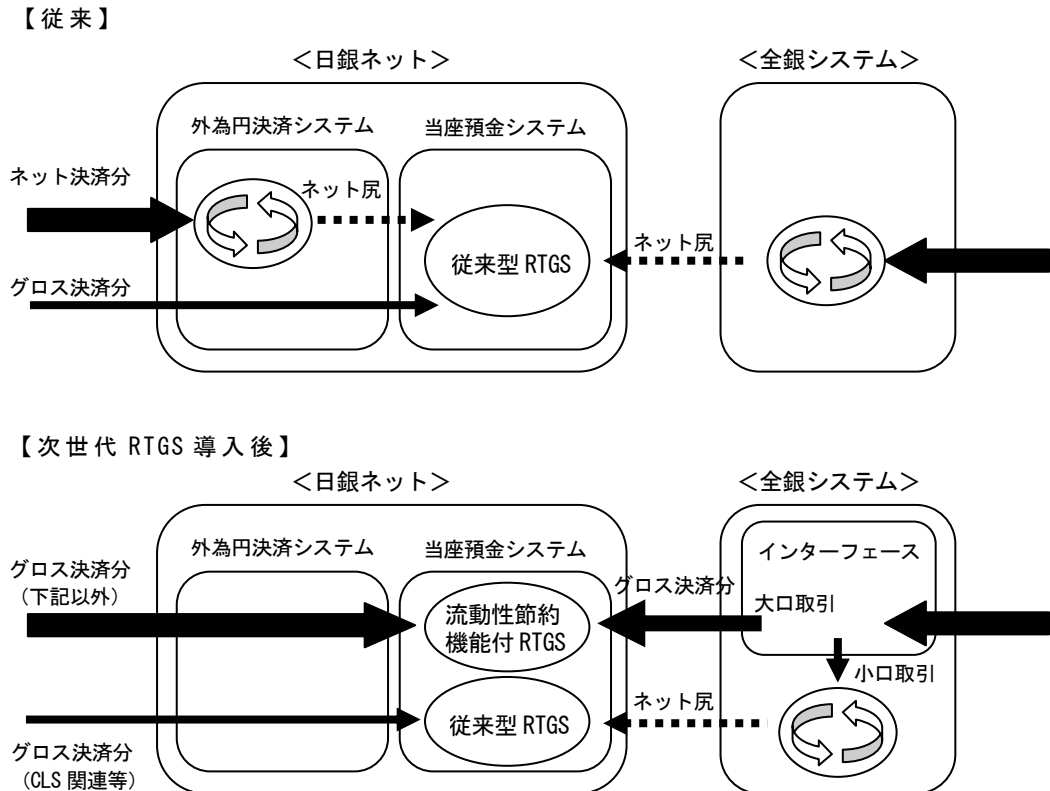 【従来】
＜日銀ネット＞
＜全銀システム＞
外為円決済システム
当座預金システム
ネット決済分
ネット尻
従来型 RTGS
ネット尻
グロス決済分
【次世代 RTGS 導入後】
＜日銀ネット＞
＜全銀システム＞
外為円決済システム
当座預金システム
インターフェース
グロス決済分
（下記以外）
流動性節約
機能付 RTGS
グロス決済分
大口取引
小口取引
従来型 RTGS
ネット尻
グロス決済分
（CLS 関連等）